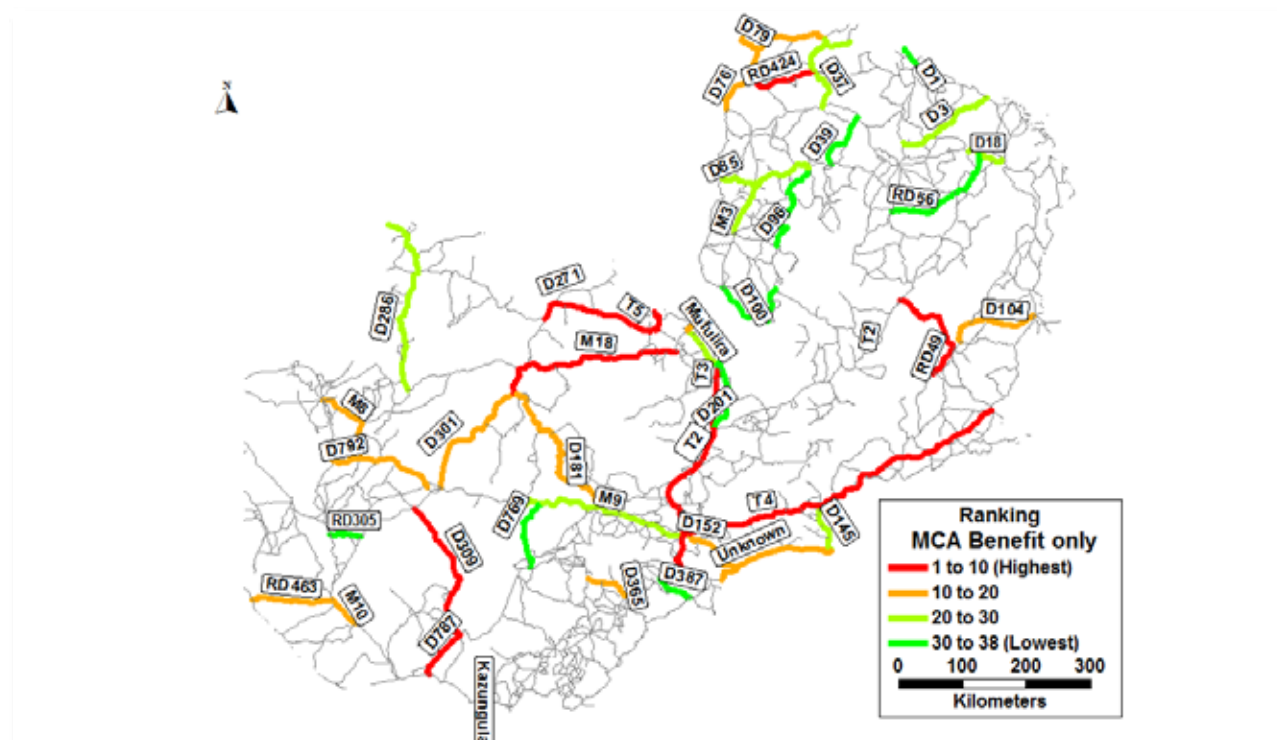 D79
RD424
D76
D37
D1
D3
D39
D18
D85
RD56
M3
D96
N
D271
D286
T5
D100
D104
Mufulira
T2
M18
T3
RD49
M8
D201
D301
T2
D792
D181
M9
T4
D769
D152
D145
RD305
Unknown
D309
D387
RD463
D365
M10
D787
Kazungula
Ranking
MCA Benefit only
1 to 10 (Highest)
10 to 20
20 to 30
30 to 38 (Lowest)
0 100 200 300
Kilometers